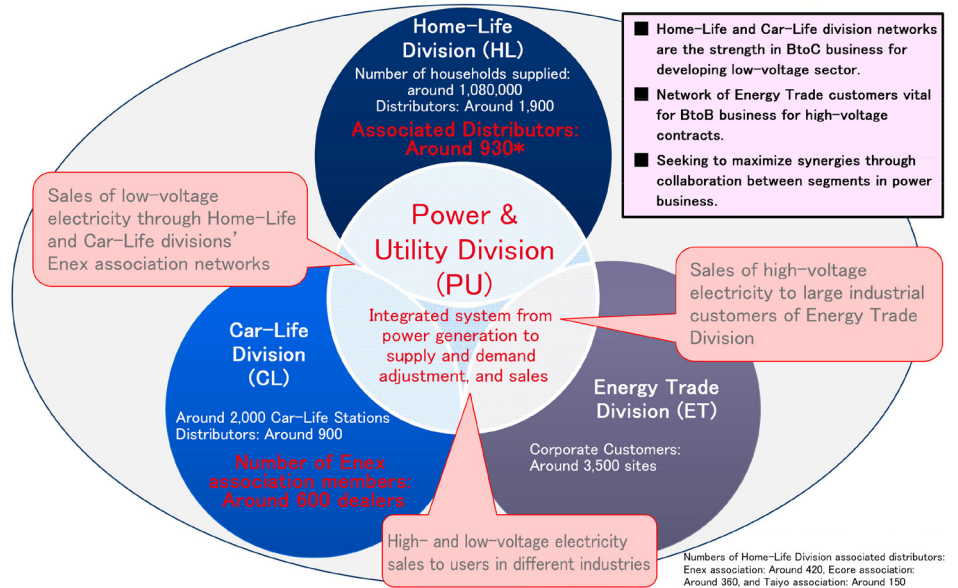 Home-Life
Division (HL)
Number of households supplied:
around 1,080,000
Distributors: Around 1,900
Associated Distributors:
Around 930*
■ Home-Life and Car-Life division networks
are the strength in BtoC business for
developing low-voltage sector.
■ Network of Energy Trade customers vital
for BtoB business for high-voltage
contracts.
■ Seeking to maximize synergies through
collaboration between segments in power
business.
Sales of low-voltage
electricity through Home-Life
and Car-Life divisions'
Enex association networks
Power &
Utility Division
(PU)
Integrated system from
power generation to
supply and demand
adjustment, and sales
Sales of high-voltage
electricity to large industrial
customers of Energy Trade
Division
Car-Life
Division
(CL)
Around 2,000 Car-Life Stations
Distributors: Around 900
Number of Enex
association members:
Around 600 dealers
Energy Trade
Division (ET)
Corporate Customers:
Around 3,500 sites
High- and low-voltage electricity
sales to users in different industries
Numbers of Home-Life Division associated distributors:
Enex association: Around 420, Ecore association:
Around 360, and Taiyo association: Around 150